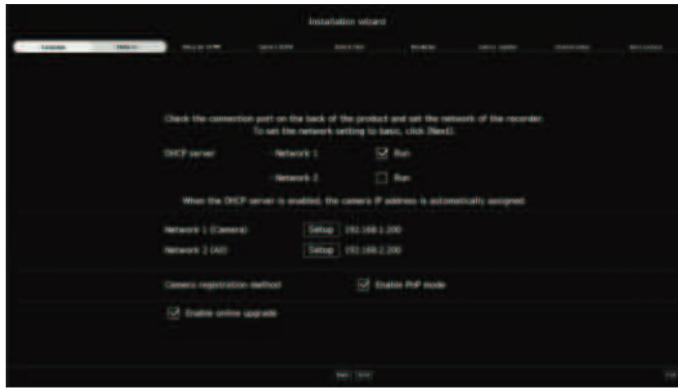 Installation wizard
Language
Check the connection port on the back of the product and set the network of the recorder.
To set the network setting to basic, click [Next].
DHCP server - Network 1 Run
- Network 2 Run
When the DHCP server is enabled, the camera IP address is automatically assigned.
Network 1 (Camera) Setup 192.168.1.200
Network 2 (All) Setup 192.168.2.200
Camera registration method Enable PnP mode
Enable online upgrade